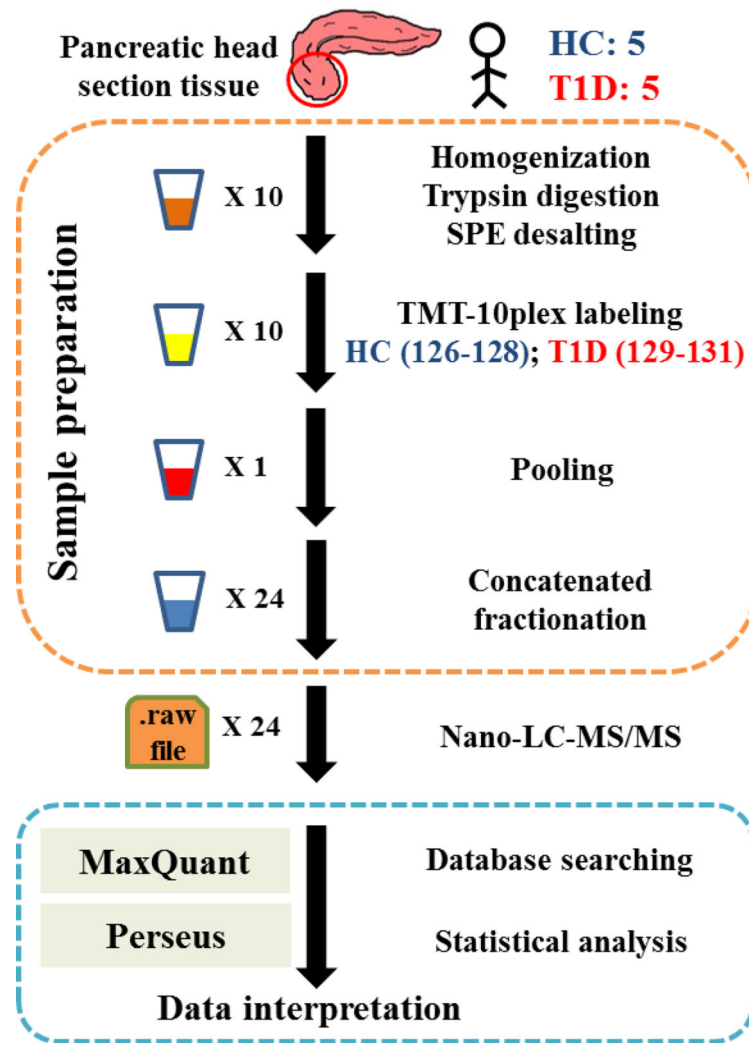 Pancreatic head
section tissue
HC: 5
T1D: 5
Sample preparation
X 10
Homogenization
Trypsin digestion
SPE desalting
X 10
TMT-10plex labeling
HC (126-128); T1D (129-131)
X 1
Pooling
X 24
Concatenated
fractionation
.raw
file
X 24
Nano-LC-MS/MS
MaxQuant
Database searching
Perseus
Statistical analysis
Data interpretation